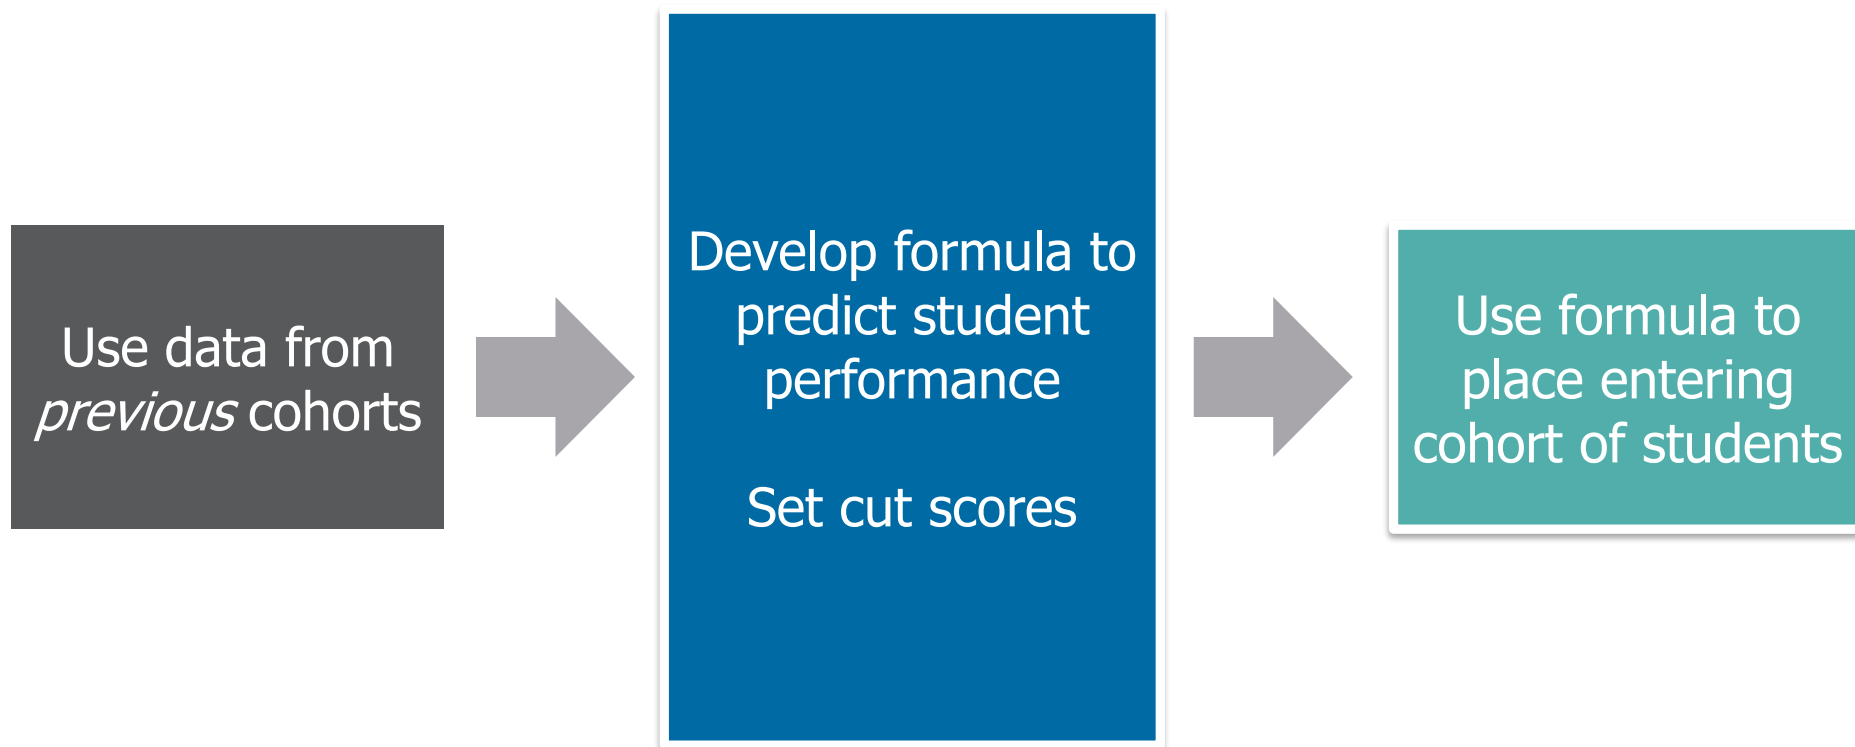 Use data from
previous cohorts
Develop formula to
predict student
performance
Set cut scores
Use formula to
place entering
cohort of students